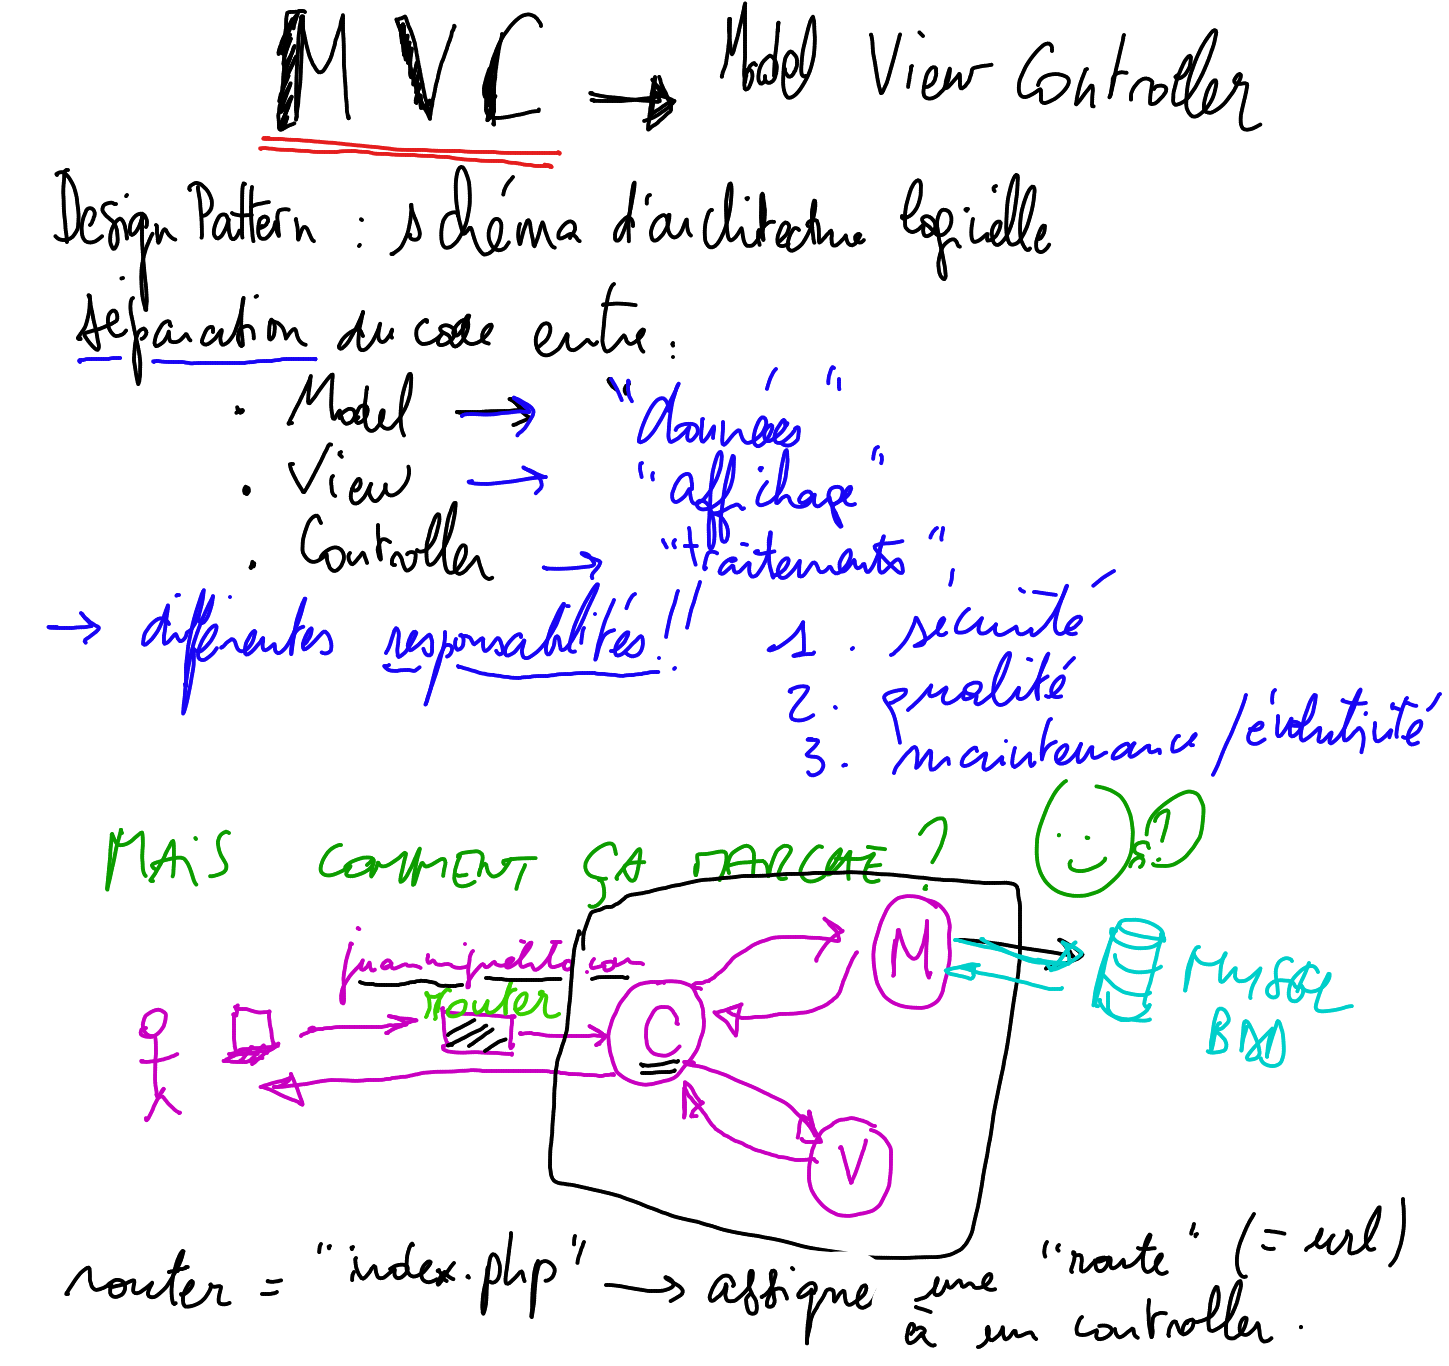 MVC → Model View Controller
Design Pattern : schéma d'architecture logicielle
séparation du code entre :
• Model → "données"
• View → "affichage"
• Controller → "traitements"
→ différentes responsabilités !!
1. sécurité
2. qualité
3. maintenance / évolutivité
MAIS COMMENT ÇA MARCHE ?
router
C
M
V
MySQL
BDD
router = "index.php" → assigne une "route" (= url)
à un controller.